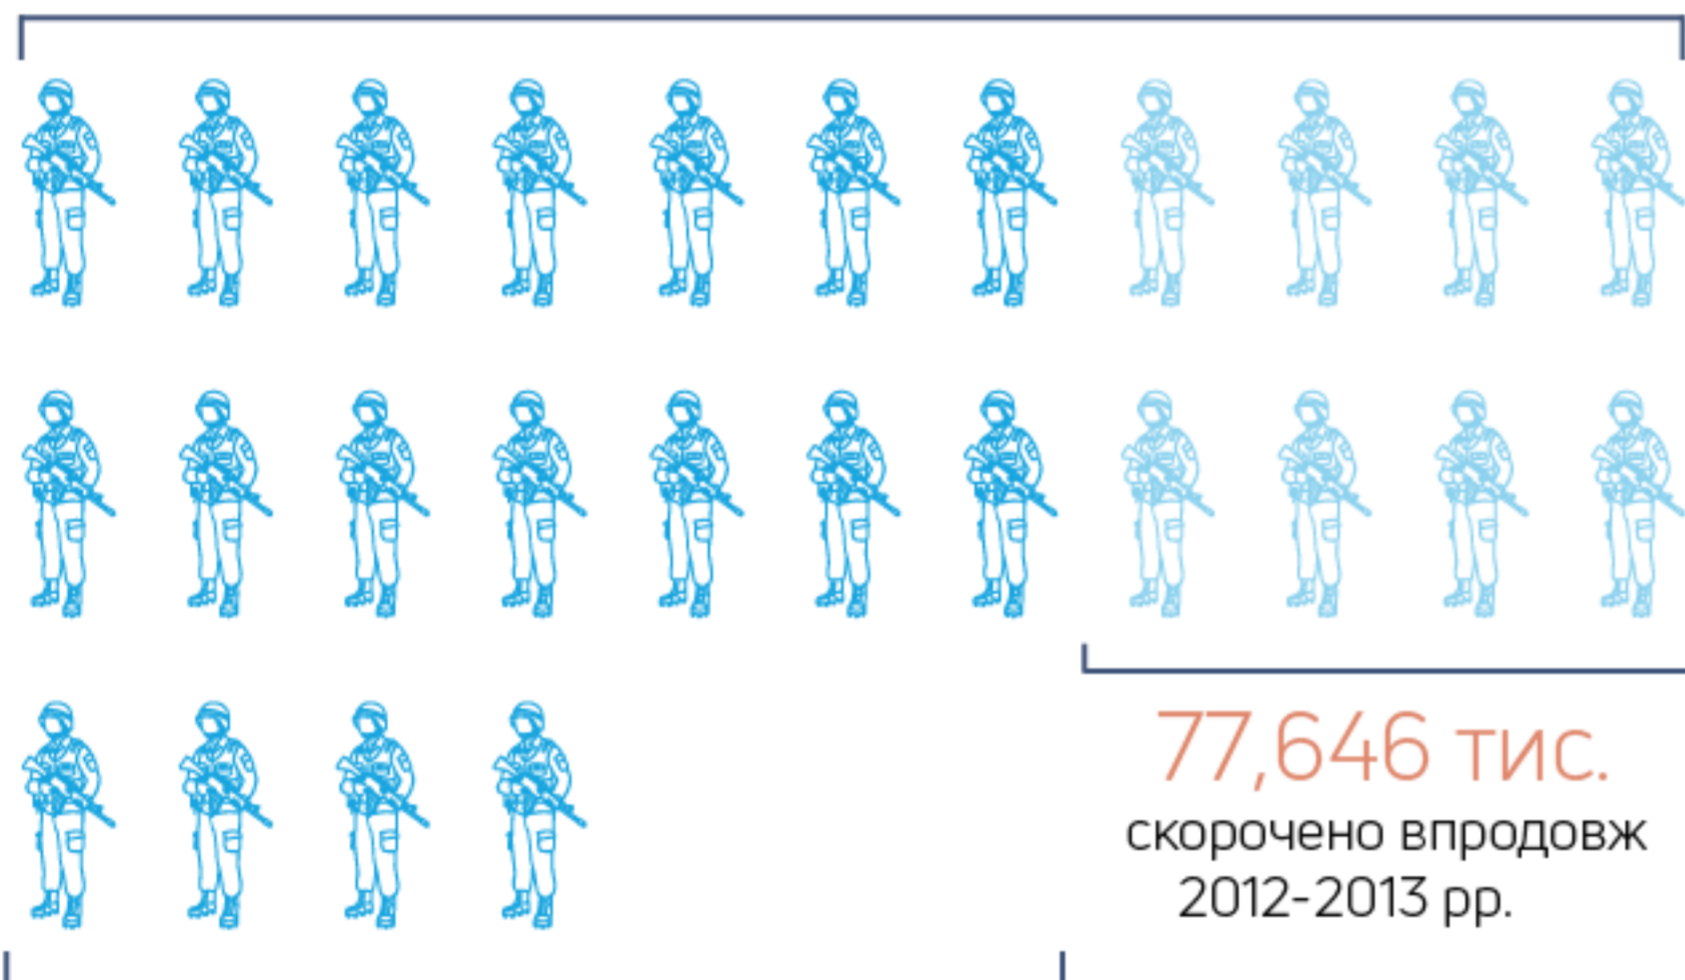 77,646 тис.
скорочено впродовж
2012-2013 рр.